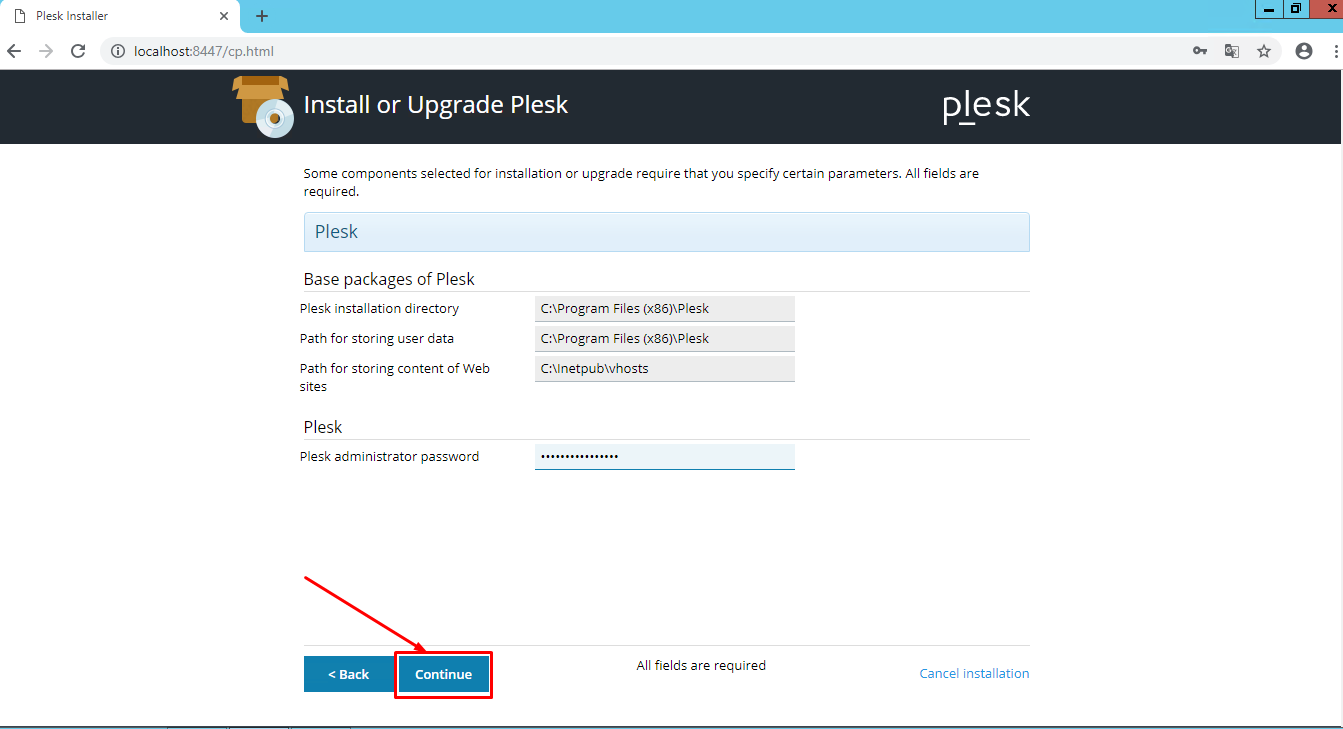 Plesk Installer
localhost:8447/cp.html
Install or Upgrade Plesk
plesk
Some components selected for installation or upgrade require that you specify certain parameters. All fields are
required.
Plesk
Base packages of Plesk
Plesk installation directory
C:\Program Files (x86)\Plesk
Path for storing user data
C:\Program Files (x86)\Plesk
Path for storing content of Web
sites
C:\Inetpub\vhosts
Plesk
Plesk administrator password
••••••••••••••••
< Back
Continue
All fields are required
Cancel installation